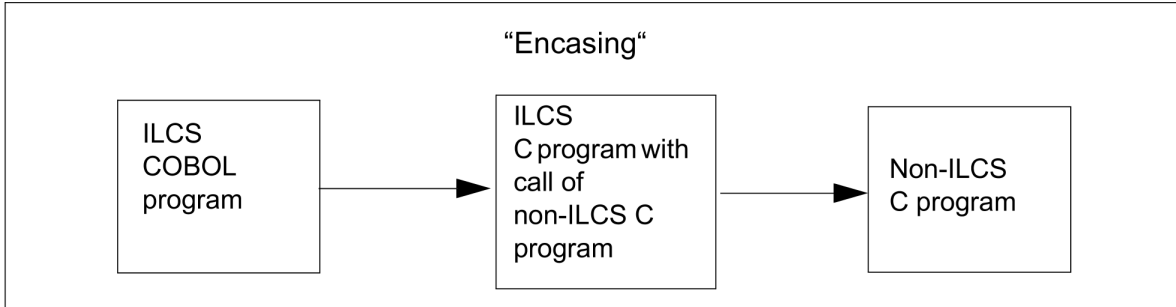 “Encasing“
ILCS
COBOL
program
ILCS
C program with
call of
non-ILCS C
program
Non-ILCS
C program